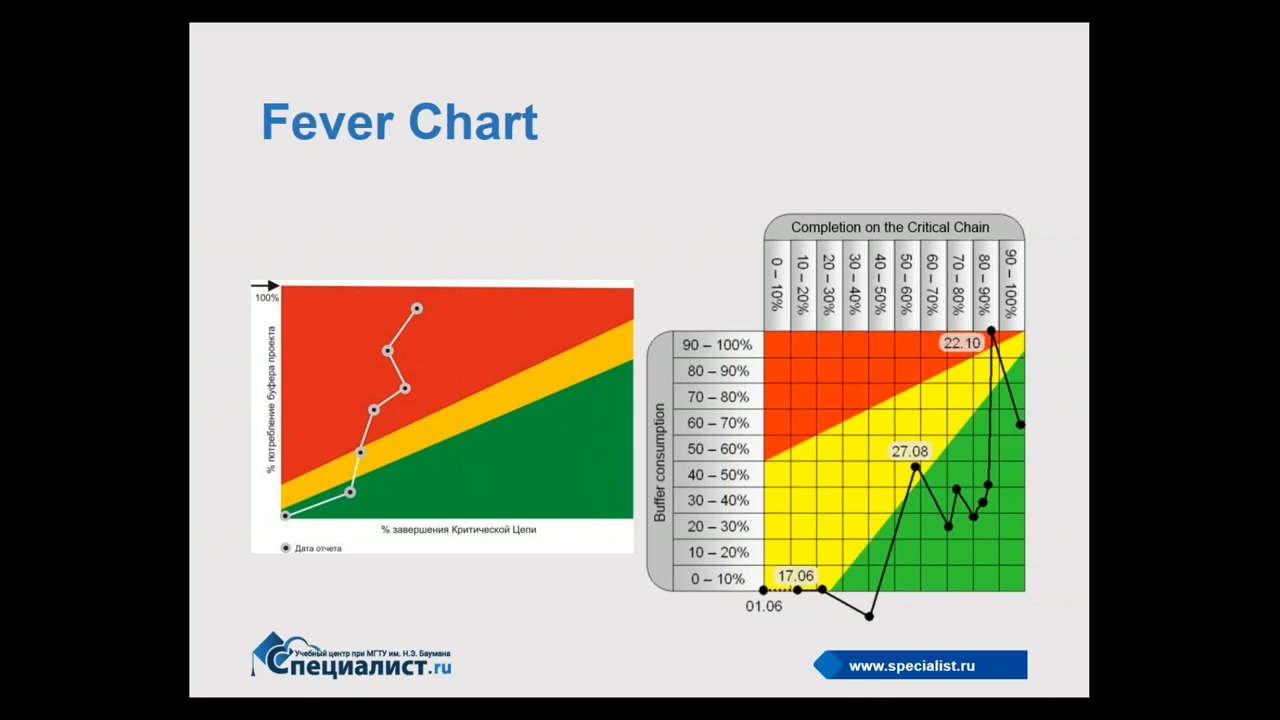 Fever Chart
100%
% потребление буфера проекта
% завершения Критической Цепи
Дата отчета
Completion on the Critical Chain
0 – 10%
10 – 20%
20 – 30%
30 – 40%
40 – 50%
50 – 60%
60 – 70%
70 – 80%
80 – 90%
90 – 100%
Buffer consumption
90 – 100%
80 – 90%
70 – 80%
60 – 70%
50 – 60%
40 – 50%
30 – 40%
20 – 30%
10 – 20%
0 – 10%
22.10
27.08
17.06
01.06
Учебный центр при МГТУ им. Н.Э. Баумана
Специалист.ru
www.specialist.ru